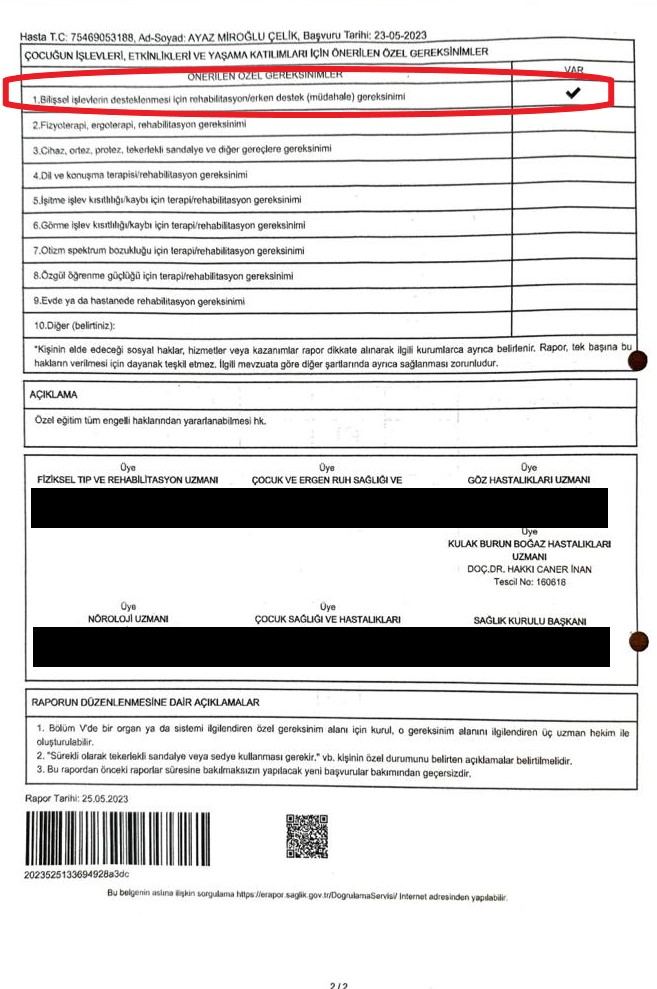 Hasta T.C: 75469053188, Ad-Soyad: AYAZ MİROĞLU ÇELİK, Başvuru Tarihi: 23-05-2023
ÇOCUĞUN İŞLEVLERİ, ETKİNLİKLERİ VE YAŞAMA KATILIMLARI İÇİN ÖNERİLEN ÖZEL GEREKSİNİMLER
ÖNERİLEN ÖZEL GEREKSİNİMLER VAR
1.Bilişsel işlevlerin desteklenmesi için rehabilitasyon/erken destek (müdahale) gereksinimi ✔
2.Fizyoterapi, ergoterapi, rehabilitasyon gereksinimi
3.Cihaz, ortez, protez, tekerlekli sandalye ve diğer gereçlere gereksinimi
4.Dil ve konuşma terapisi/rehabilitasyon gereksinimi
5.İşitme işlev kısıtlılığı/kaybı için terapi/rehabilitasyon gereksinimi
6.Görme işlev kısıtlılığı/kaybı için terapi/rehabilitasyon gereksinimi
7.Otizm spektrum bozukluğu için terapi/rehabilitasyon gereksinimi
8.Özgül öğrenme güçlüğü için terapi/rehabilitasyon gereksinimi
9.Evde ya da hastanede rehabilitasyon gereksinimi
10.Diğer (belirtiniz):
*Kişinin elde edeceği sosyal haklar, hizmetler veya kazanımlar rapor dikkate alınarak ilgili kurumlarca ayrıca belirlenir. Rapor, tek başına bu
hakların verilmesi için dayanak teşkil etmez. İlgili mevzuata göre diğer şartlarında ayrıca sağlanması zorunludur.
AÇIKLAMA
Özel eğitim tüm engelli haklarından yararlanabilmesi hk.
Üye Üye Üye
FİZİKSEL TIP VE REHABİLİTASYON UZMANI ÇOCUK VE ERGEN RUH SAĞLIĞI VE GÖZ HASTALIKLARI UZMANI
Üye
KULAK BURUN BOĞAZ HASTALIKLARI
UZMANI
DOÇ.DR. HAKKI CANER İNAN
Tescil No: 160618
Üye Üye
NÖROLOJİ UZMANI ÇOCUK SAĞLIĞI VE HASTALIKLARI SAĞLIK KURULU BAŞKANI
RAPORUN DÜZENLENMESİNE DAİR AÇIKLAMALAR
1. Bölüm V'de bir organ ya da sistemi ilgilendiren özel gereksinim alanı için kurul, o gereksinim alanını ilgilendiren üç uzman hekim ile
oluşturulabilir.
2. "Sürekli olarak tekerlekli sandalye veya sedye kullanması gerekir." vb. kişinin özel durumunu belirten açıklamalar belirtilmelidir.
3. Bu rapordan önceki raporlar süresine bakılmaksızın yapılacak yeni başvurular bakımından geçersizdir.
Rapor Tarihi: 25.05.2023
2023525133694928a3dc
Bu belgenin aslına ilişkin sorgulama https://erapor.saglik.gov.tr/DogrulamaServisi/ Internet adresinden yapılabilir.
2/2